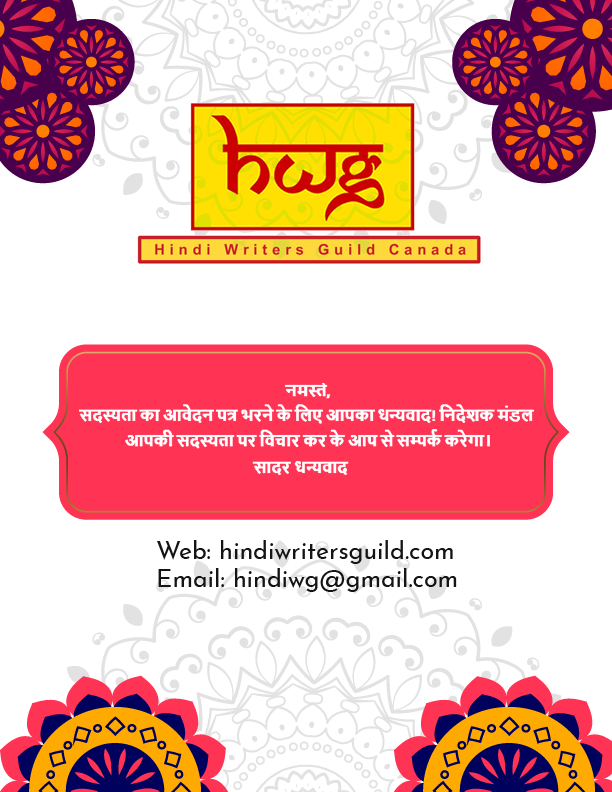 hwg
Hindi Writers Guild Canada
नमस्ते,
सदस्यता का आवेदन पत्र भरने के लिए आपका धन्यवाद! निदेशक मंडल
आपकी सदस्यता पर विचार कर के आप से सम्पर्क करेगा।
सादर धन्यवाद
Web: hindiwritersguild.com
Email: hindiwg@gmail.com